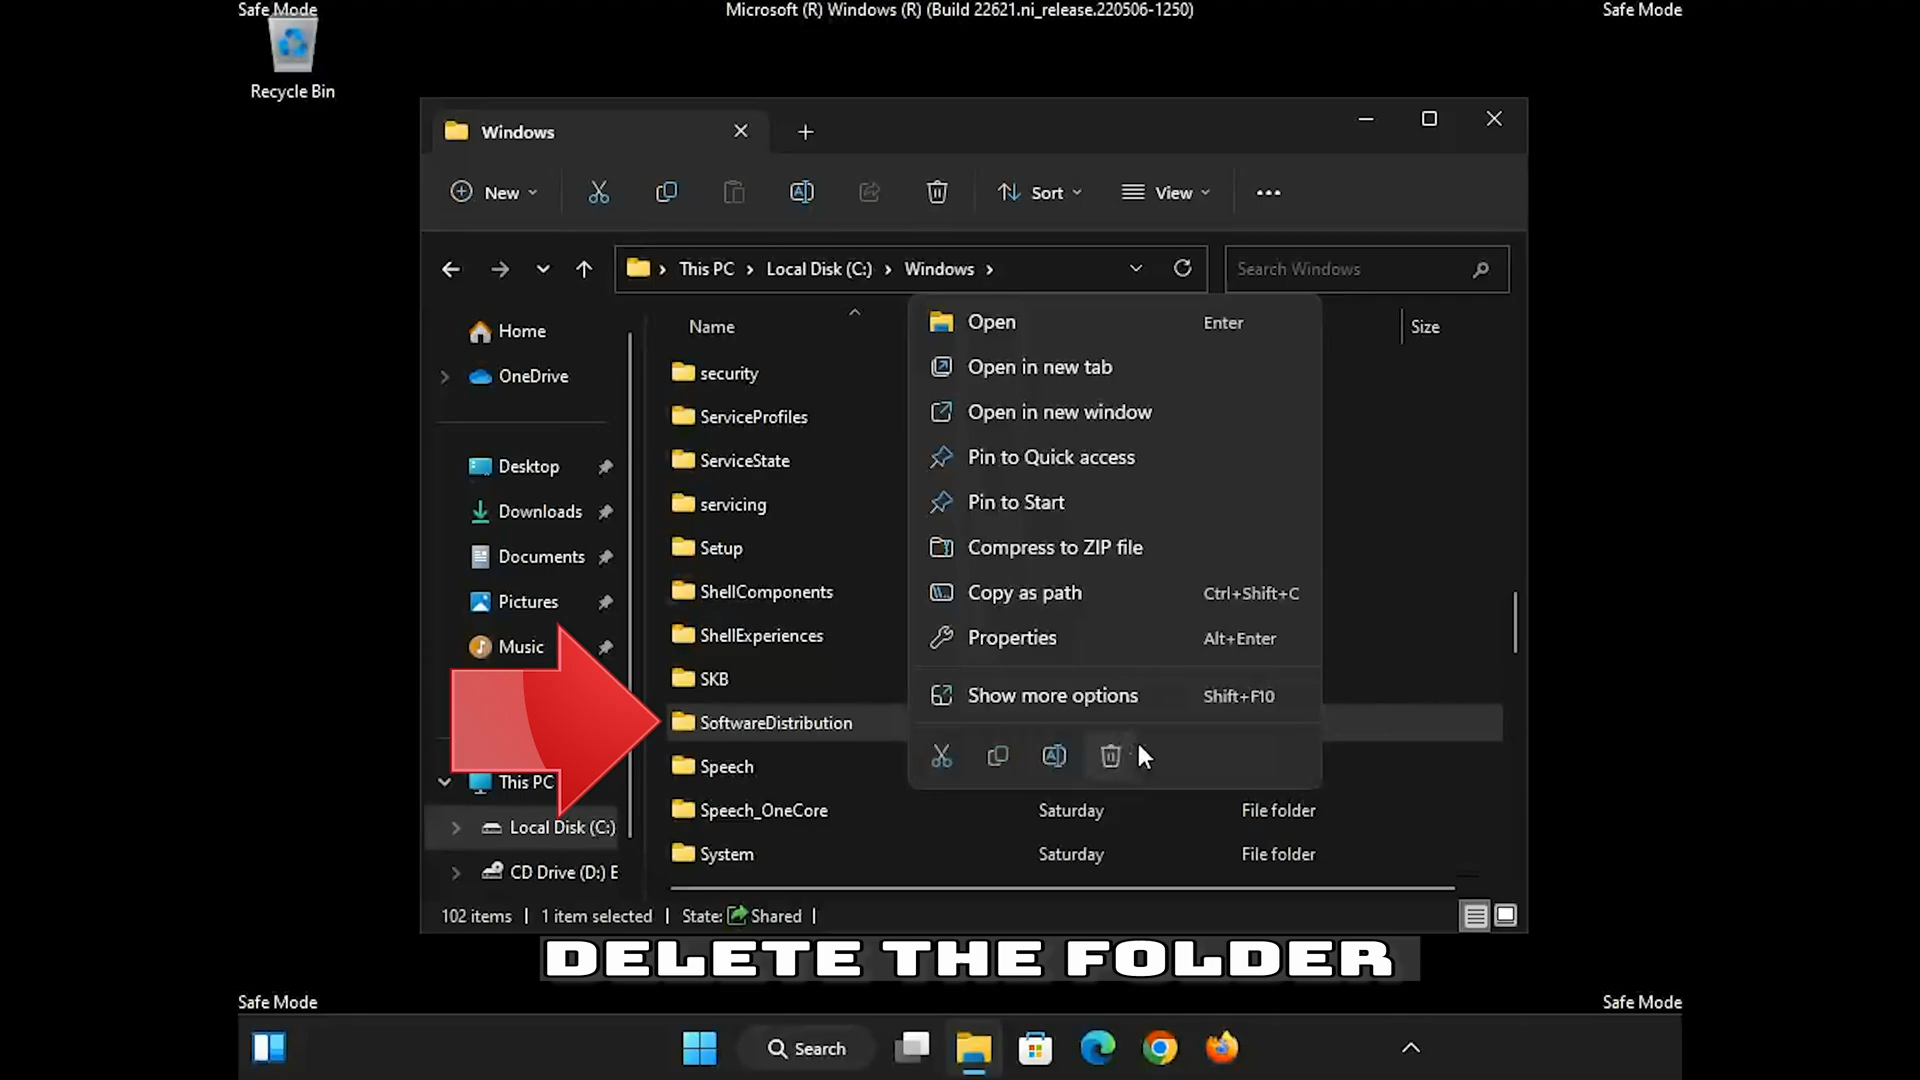 Safe Mode
Microsoft (R) Windows (R) (Build 22621.ni_release.220506-1250)
Safe Mode
Recycle Bin
Windows
New
Sort
View
This PC
Local Disk (C:)
Windows
Search Windows
Home
OneDrive
Desktop
Downloads
Documents
Pictures
Music
This PC
Local Disk (C:)
CD Drive (D:) E
Name
Size
security
ServiceProfiles
ServiceState
servicing
Setup
ShellComponents
ShellExperiences
SKB
SoftwareDistribution
Speech
Speech_OneCore Saturday File folder
System Saturday File folder
Open Enter
Open in new tab
Open in new window
Pin to Quick access
Pin to Start
Compress to ZIP file
Copy as path Ctrl+Shift+C
Properties Alt+Enter
Show more options Shift+F10
102 items | 1 item selected | State: Shared |
DELETE THE FOLDER
Safe Mode
Safe Mode
Search